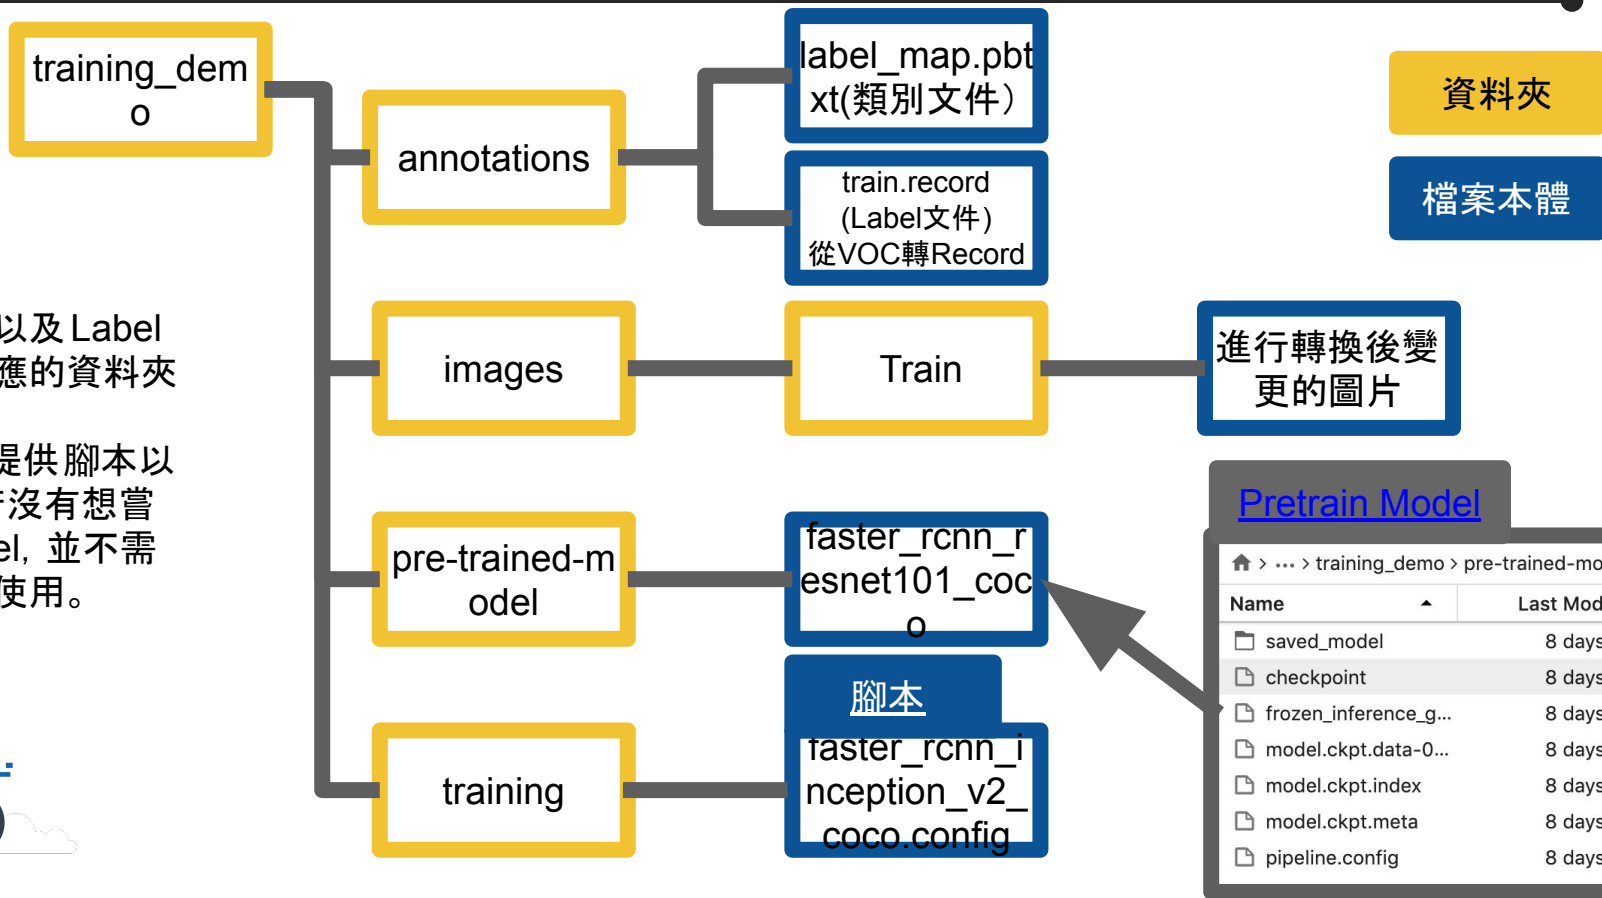 training_dem
o
annotations
label_map.pbt
xt(類別文件)
train.record
(Label文件)
從VOC轉Record
資料夾
檔案本體
以及Label
應的資料夾
提供腳本以
沒有想嘗
el, 並不需
使用。
images
Train
進行轉換後變
更的圖片
pre-trained-m
odel
faster_rcnn_r
esnet101_coc
o
training
腳本
faster_rcnn_i
nception_v2_
coco.config
Pretrain Model
> ... > training_demo > pre-trained-mo
Name Last Mod
saved_model 8 days
checkpoint 8 days
frozen_inference_g... 8 days
model.ckpt.data-0... 8 days
model.ckpt.index 8 days
model.ckpt.meta 8 days
pipeline.config 8 days